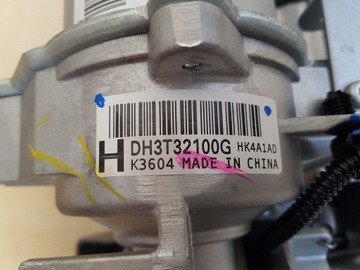 H DH3T32100G HK4A1AD
K3604 MADE IN CHINA